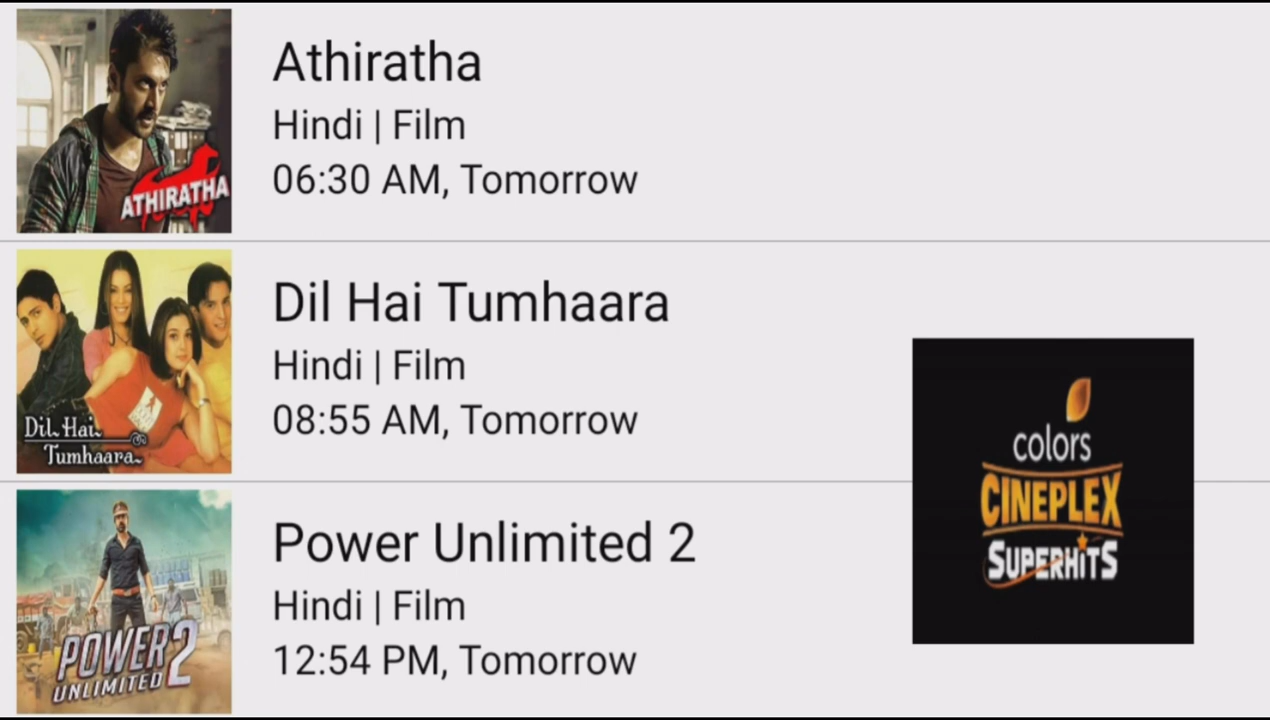 Athiratha
Hindi | Film
06:30 AM, Tomorrow
ATHIRATHA
Dil Hai Tumhaara
Hindi | Film
08:55 AM, Tomorrow
Dil Hai
Tumhaara
Power Unlimited 2
Hindi | Film
12:54 PM, Tomorrow
POWER 2
UNLIMITED
colors
CINEPLEX
SUPERHITS